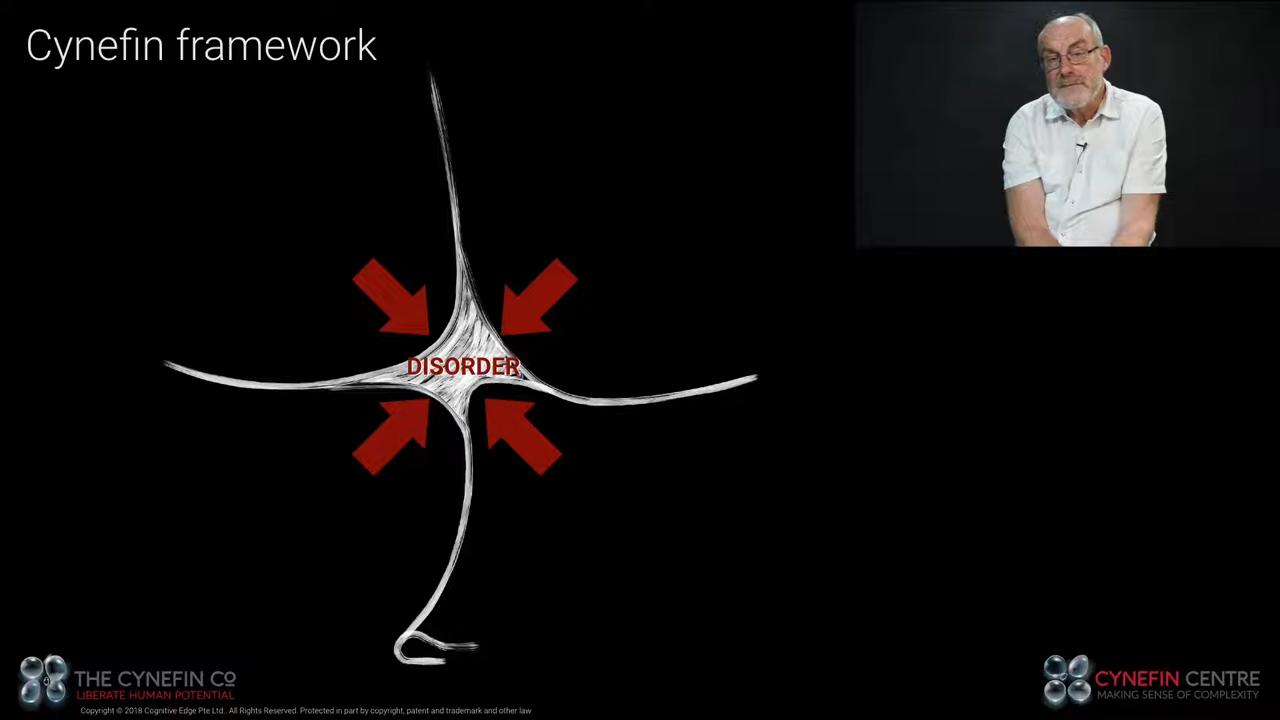 Cynefin framework
DISORDER
THE CYNEFIN CO
LIBERATE HUMAN POTENTIAL
Copyright © 2018 Cognitive Edge Pte Ltd.. All Rights Reserved. Protected in part by copyright, patent and trademark and other law
CYNEFIN CENTRE
MAKING SENSE OF COMPLEXITY